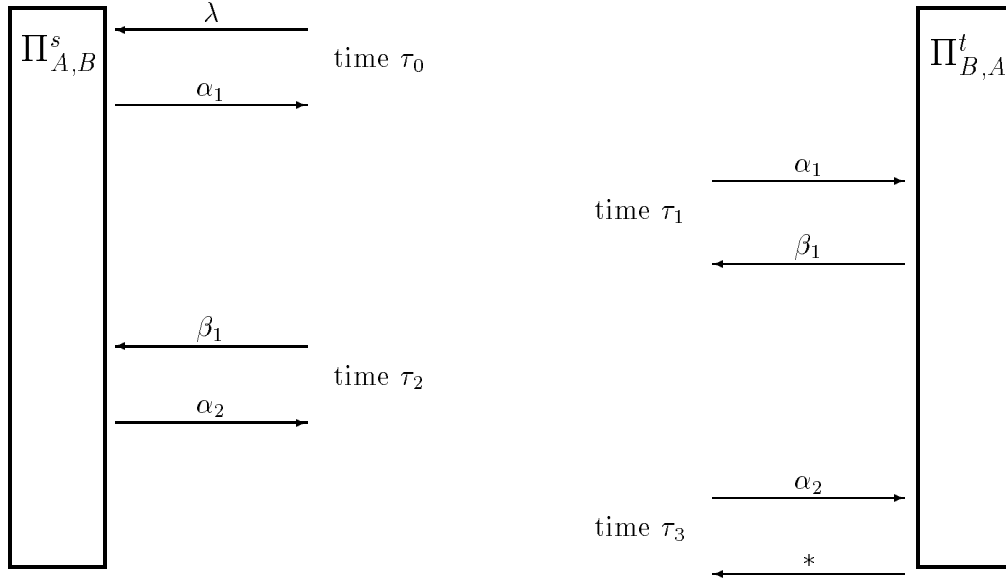 λ
Π^s_{A,B}
Π^t_{B,A}
time τ_0
α_1
α_1
time τ_1
β_1
β_1
time τ_2
α_2
α_2
time τ_3
*